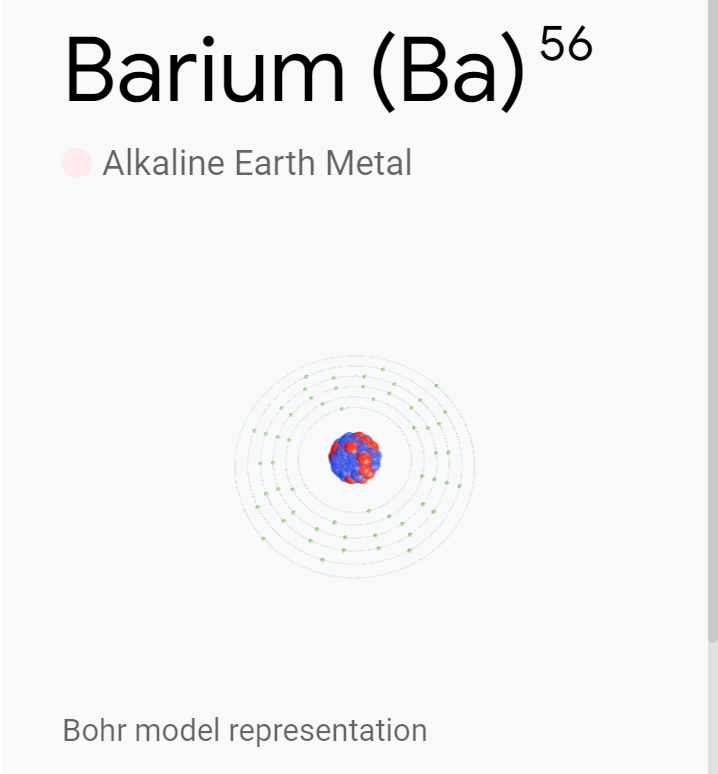 Barium (Ba) 56
Alkaline Earth Metal
Bohr model representation